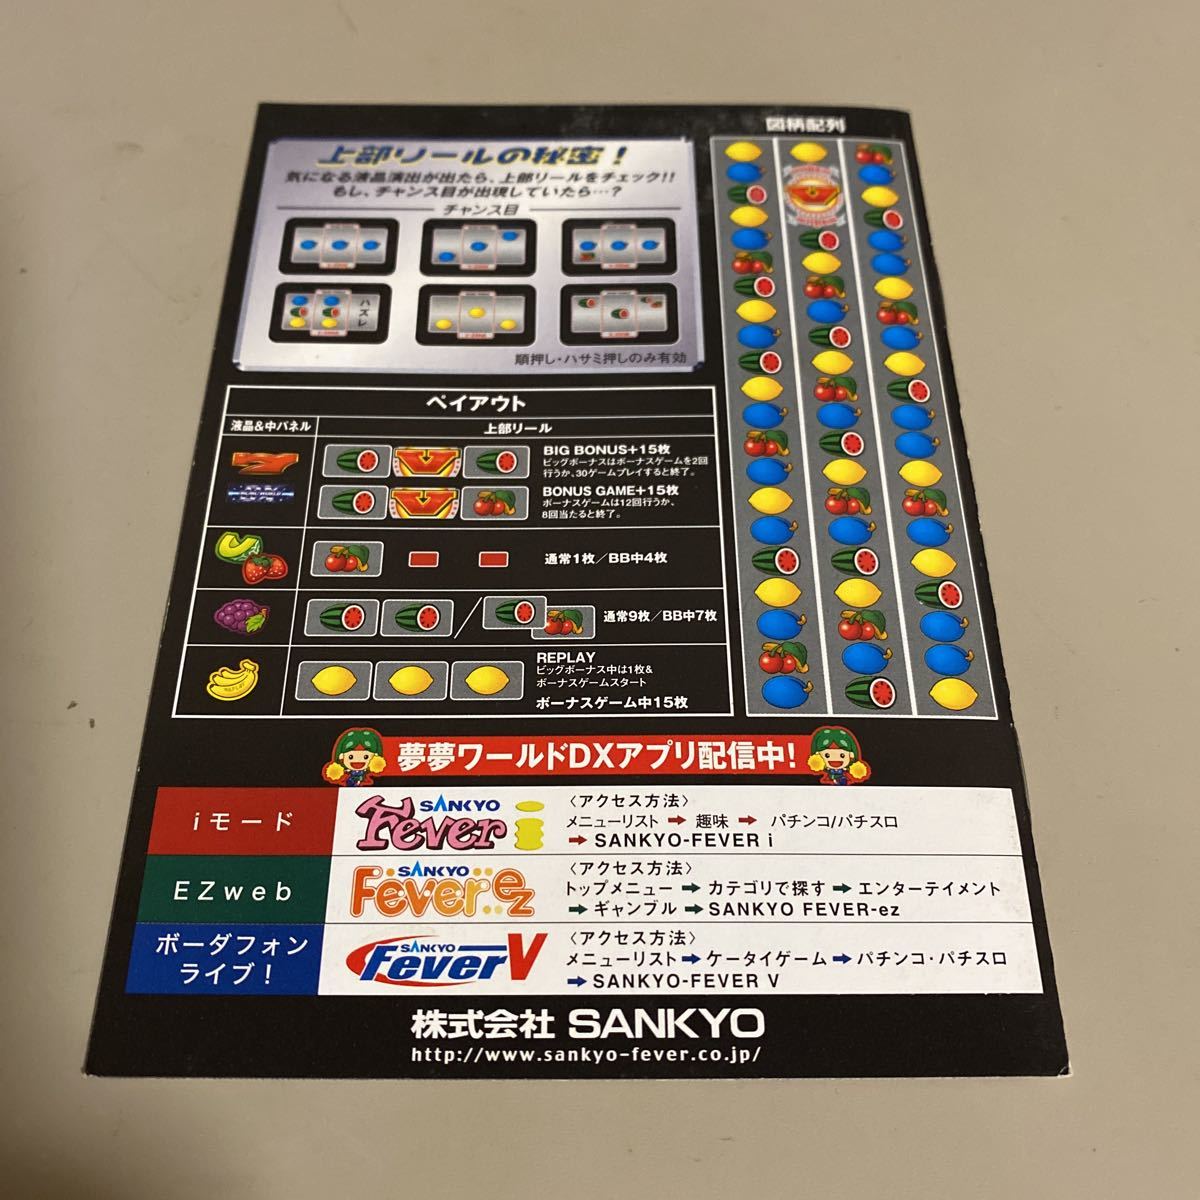 図柄配列
上部リールの秘密!
気になる液晶演出が出たら、上部リールをチェック!!
もし、チャンス目が出現していたら…?
チャンス目
ハズレ
順押し・ハサミ押しのみ有効
ペイアウト
液晶&中パネル
上部リール
BIG BONUS+15枚
ビッグボーナスはボーナスゲームを2回
行うか、30ゲームプレイすると終了。
BONUS GAME+15枚
ボーナスゲームは12回行うか、
8回当たると終了。
通常1枚/BB中4枚
通常9枚/BB中7枚
REPLAY
ビッグボーナス中は1枚&
ボーナスゲームスタート
ボーナスゲーム中15枚
夢夢ワールドDXアプリ配信中!
iモード
SANKYO
Fever i
〈アクセス方法〉
メニューリスト → 趣味 → パチンコ/パチスロ
→ SANKYO-FEVER i
EZweb
SANKYO
Fever ez
〈アクセス方法〉
トップメニュー → カテゴリで探す → エンターテイメント
→ ギャンブル → SANKYO FEVER-ez
ボーダフォン
ライブ!
SANKYO
Fever V
〈アクセス方法〉
メニューリスト → ケータイゲーム → パチンコ・パチスロ
→ SANKYO-FEVER V
株式会社 SANKYO
http://www.sankyo-fever.co.jp/